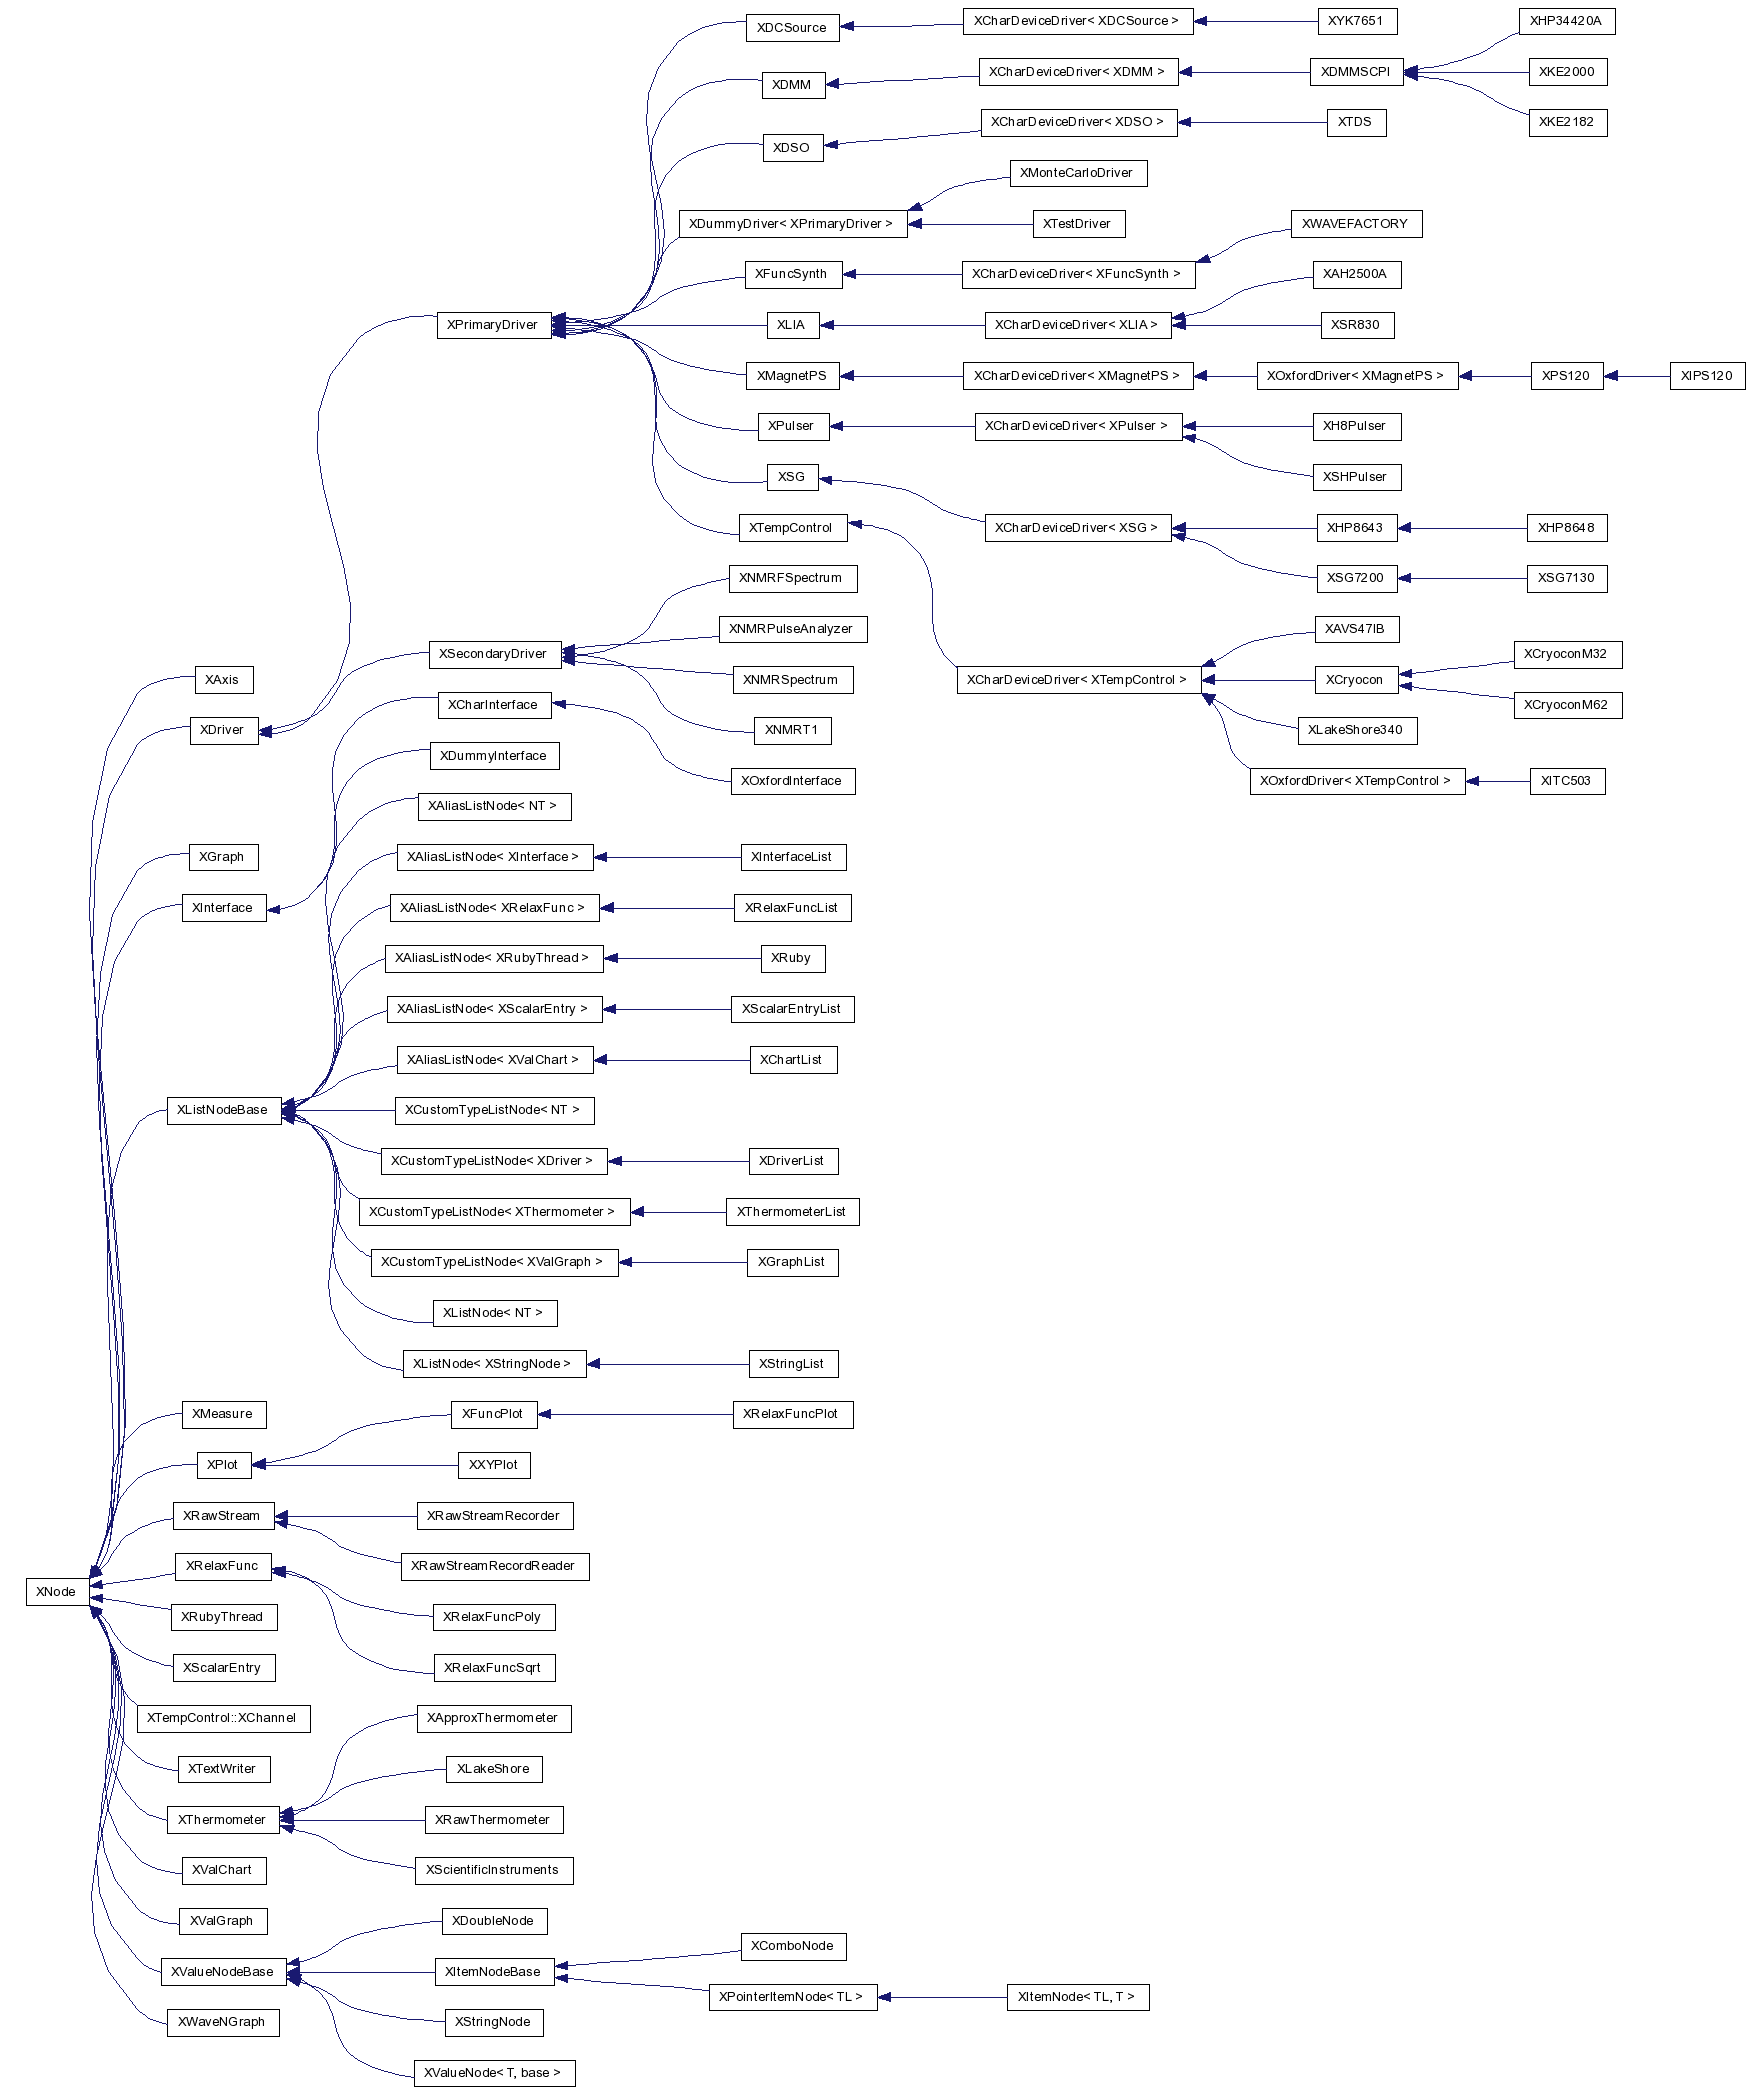 XDCSource
XCharDeviceDriver< XDCSource >
XYK7651
XHP34420A
XDMM
XCharDeviceDriver< XDMM >
XDMMSCPI
XKE2000
XDSO
XCharDeviceDriver< XDSO >
XTDS
XKE2182
XMonteCarloDriver
XDummyDriver< XPrimaryDriver >
XTestDriver
XWAVEFACTORY
XFuncSynth
XCharDeviceDriver< XFuncSynth >
XAH2500A
XPrimaryDriver
XLIA
XCharDeviceDriver< XLIA >
XSR830
XMagnetPS
XCharDeviceDriver< XMagnetPS >
XOxfordDriver< XMagnetPS >
XPS120
XIPS120
XPulser
XCharDeviceDriver< XPulser >
XH8Pulser
XSG
XSHPulser
XTempControl
XCharDeviceDriver< XSG >
XHP8643
XHP8648
XNMRFSpectrum
XSG7200
XSG7130
XNMRPulseAnalyzer
XAVS47IB
XSecondaryDriver
XCryoconM32
XAxis
XNMRSpectrum
XCharDeviceDriver< XTempControl >
XCryocon
XCharInterface
XCryoconM62
XDriver
XNMRT1
XLakeShore340
XDummyInterface
XOxfordInterface
XOxfordDriver< XTempControl >
XITC503
XAliasListNode< NT >
XGraph
XAliasListNode< XInterface >
XInterfaceList
XInterface
XAliasListNode< XRelaxFunc >
XRelaxFuncList
XAliasListNode< XRubyThread >
XRuby
XAliasListNode< XScalarEntry >
XScalarEntryList
XAliasListNode< XValChart >
XChartList
XListNodeBase
XCustomTypeListNode< NT >
XCustomTypeListNode< XDriver >
XDriverList
XCustomTypeListNode< XThermometer >
XThermometerList
XCustomTypeListNode< XValGraph >
XGraphList
XListNode< NT >
XListNode< XStringNode >
XStringList
XMeasure
XFuncPlot
XRelaxFuncPlot
XPlot
XXYPlot
XRawStream
XRawStreamRecorder
XRelaxFunc
XRawStreamRecordReader
XNode
XRubyThread
XRelaxFuncPoly
XScalarEntry
XRelaxFuncSqrt
XTempControl::XChannel
XApproxThermometer
XTextWriter
XLakeShore
XThermometer
XRawThermometer
XValChart
XScientificInstruments
XValGraph
XDoubleNode
XComboNode
XValueNodeBase
XItemNodeBase
XPointerItemNode< TL >
XItemNode< TL, T >
XWaveNGraph
XStringNode
XValueNode< T, base >